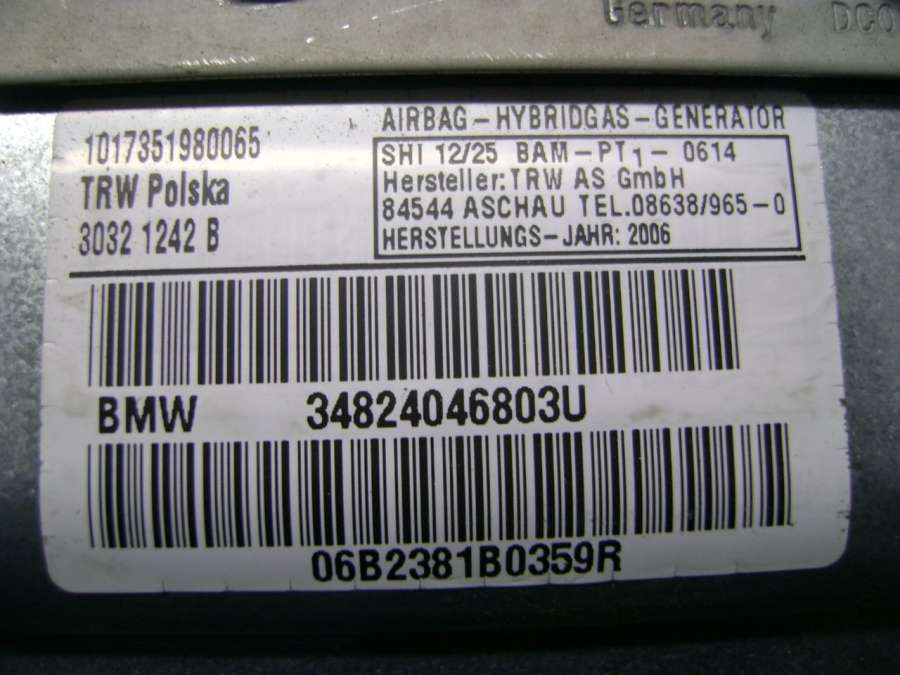 Germany DC0
1017351980065
TRW Polska
3032 1242 B
AIRBAG-HYBRIDGAS-GENERATOR
SHI 12/25 BAM-PT1-0614
Hersteller: TRW AS GmbH
84544 ASCHAU TEL.08638/965-0
HERSTELLUNGS-JAHR: 2006
BMW 34824046803U
06B2381B0359R